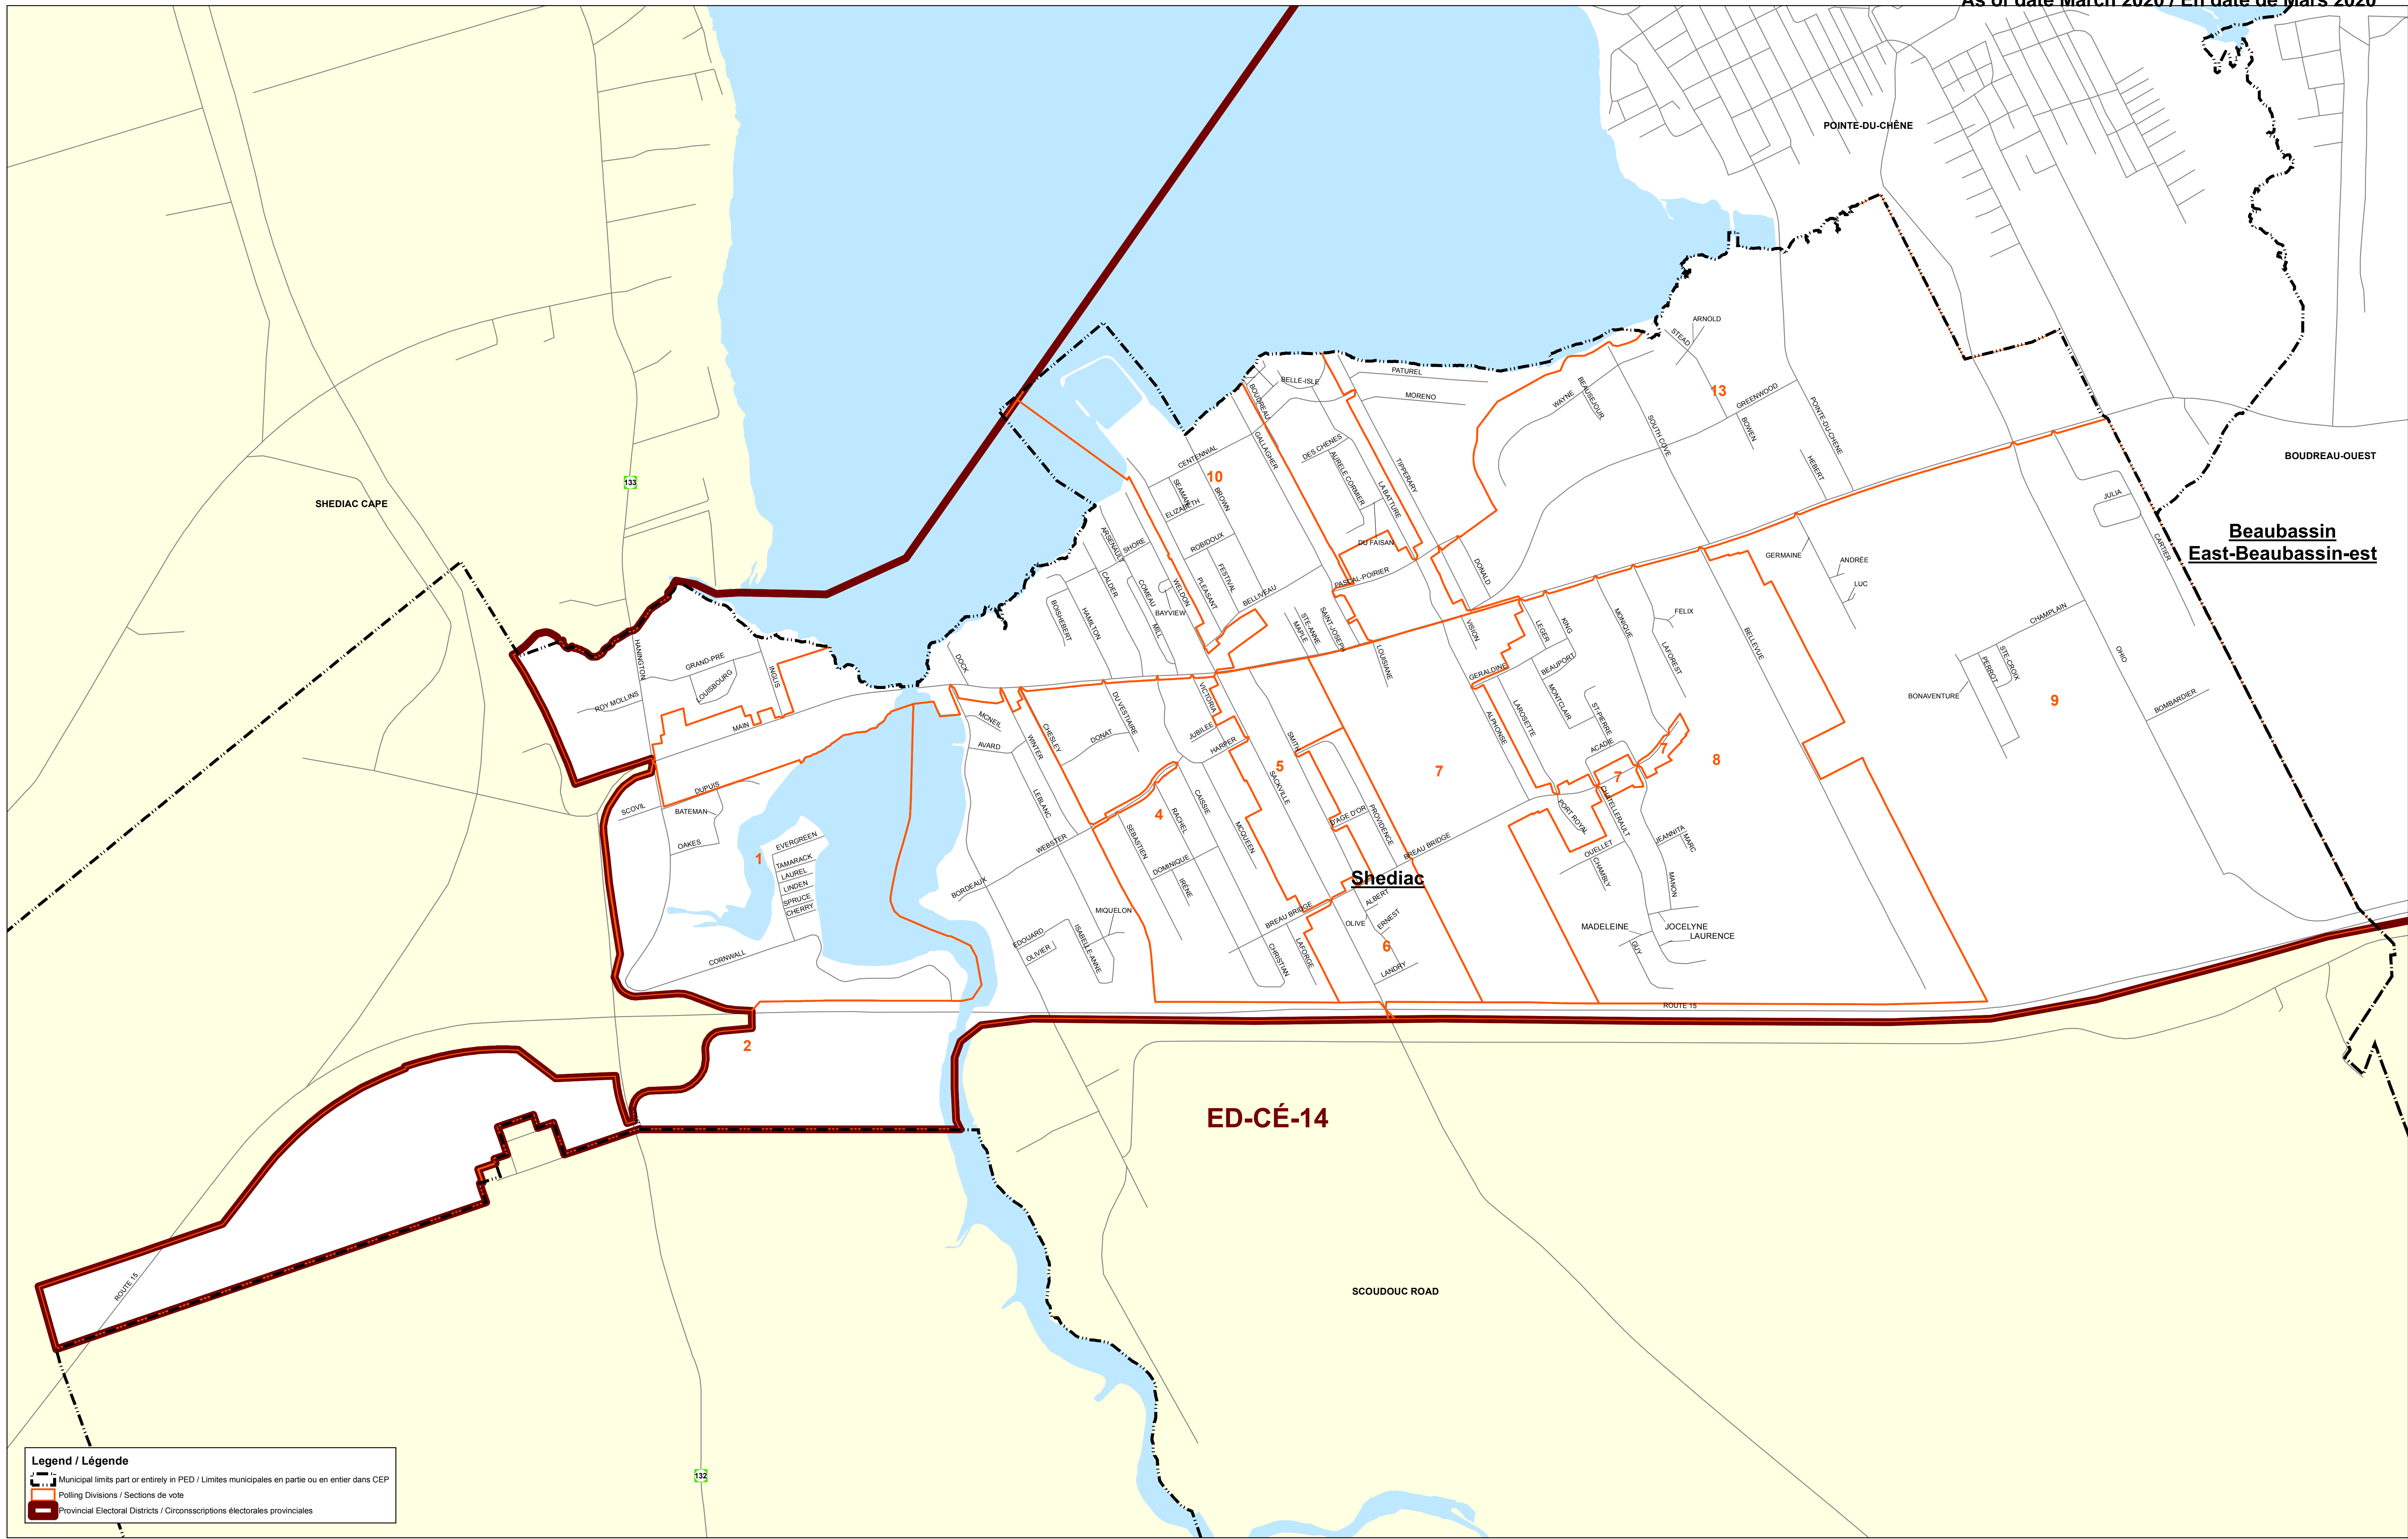 As of date March 2020 / En date de Mars 2020
POINTE-DU-CHÊNE
ARNOLD
STEAD
13
GREENWOOD
BOWEN
POINTE-DU-CHENE
HEBERT
BEAUSEJOUR
WAYNE
SOUTH COVE
PATUREL
MORENO
BELLE-ISLE
BOUDREAU
GALLAGHER
DES CHENES
AURELE CORMIER
LA BATTURE
TIPPERARY
CENTENNIAL
10
SEAMAN
ELIZABETH
BROWN
ROBIDOUX
FESTIVAL
PLEASANT
BELLIVEAU
DU FAISAN
PASCAL-POIRIER
DONALD
BOUDREAU-OUEST
Beaubassin
East-Beaubassin-est
JULIA
CARTIER
SHEDIAC CAPE
133
ARSENAULT
SHORE
CALDER
COMEAU
WELDON
BAYVIEW
MILL
BOISHEBERT
HAMILTON
STE-ANNE
MAPLE
SAINT-JOSEPH
LOUISIANE
VISION
GERMAINE
ANDRÉE
LUC
CHAMPLAIN
OHIO
STE-CROIX
PERROT
BONAVENTURE
9
BOMBARDIER
LEGER
KING
MONIQUE
FELIX
LAFOREST
BELLEVUE
GERALDINE
BEAUPORT
MONTCLAIR
LAROSETTE
ST-PIERRE
ACADIE
ALPHONSE
7
7
7
8
HANINGTON
GRAND-PRE
LOUISBOURG
INGLIS
ROY MOLLINS
MAIN
DUPUIS
SCOVIL
BATEMAN
OAKES
1
EVERGREEN
TAMARACK
LAUREL
LINDEN
SPRUCE
CHERRY
CORNWALL
DOCK
MCNEIL
AVARD
WINTER
CHESLEY
DU VESTIAIRE
DONAT
VICTORIA
JUBILEE
HARPER
SMITH
5
SACKVILLE
LEBLANC
WEBSTER
BORDEAUX
4
SEBASTIEN
RACHEL
CAISSIE
MCQUEEN
DOMINIQUE
IRÈNE
D'AGE D'OR
PROVIDENCE
BREAU BRIDGE
PORT ROYAL
CHATELLERAULT
OUELLET
CHAMBLY
JEANNITA
MARC
MANON
Shediac
ALBERT
ERNEST
OLIVE
6
LANDRY
BREAU BRIDGE
CHRISTIAN
LAFORGE
MIQUELON
EDOUARD
OLIVIER
ISABELLE-ANNE
MADELEINE
JOCELYNE
LAURENCE
GUY
ROUTE 15
2
ED-CÉ-14
SCOUDOUC ROAD
ROUTE 15
132
Legend / Légende
Municipal limits part or entirely in PED / Limites municipales en partie ou en entier dans CEP
Polling Divisions / Sections de vote
Provincial Electoral Districts / Circonsscriptions électorales provinciales